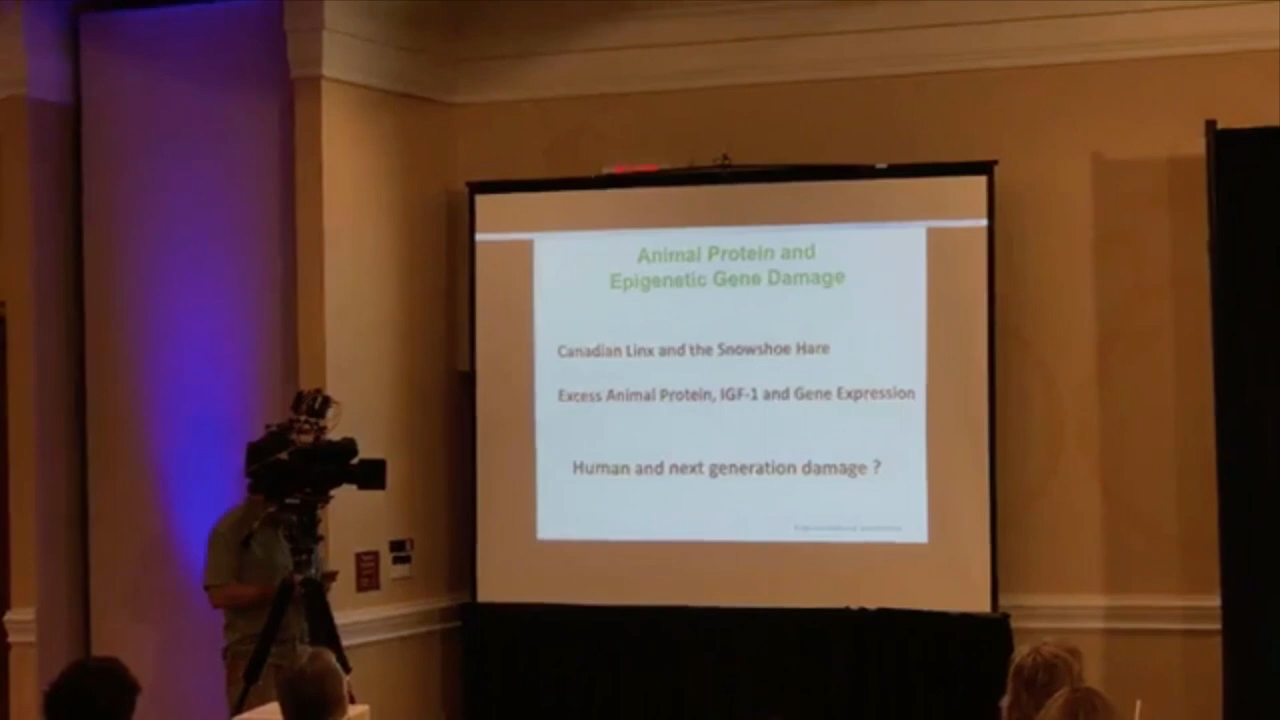 Animal Protein and
Epigenetic Gene Damage
Canadian Linx and the Snowshoe Hare
Excess Animal Protein, IGF-1 and Gene Expression
Human and next generation damage ?